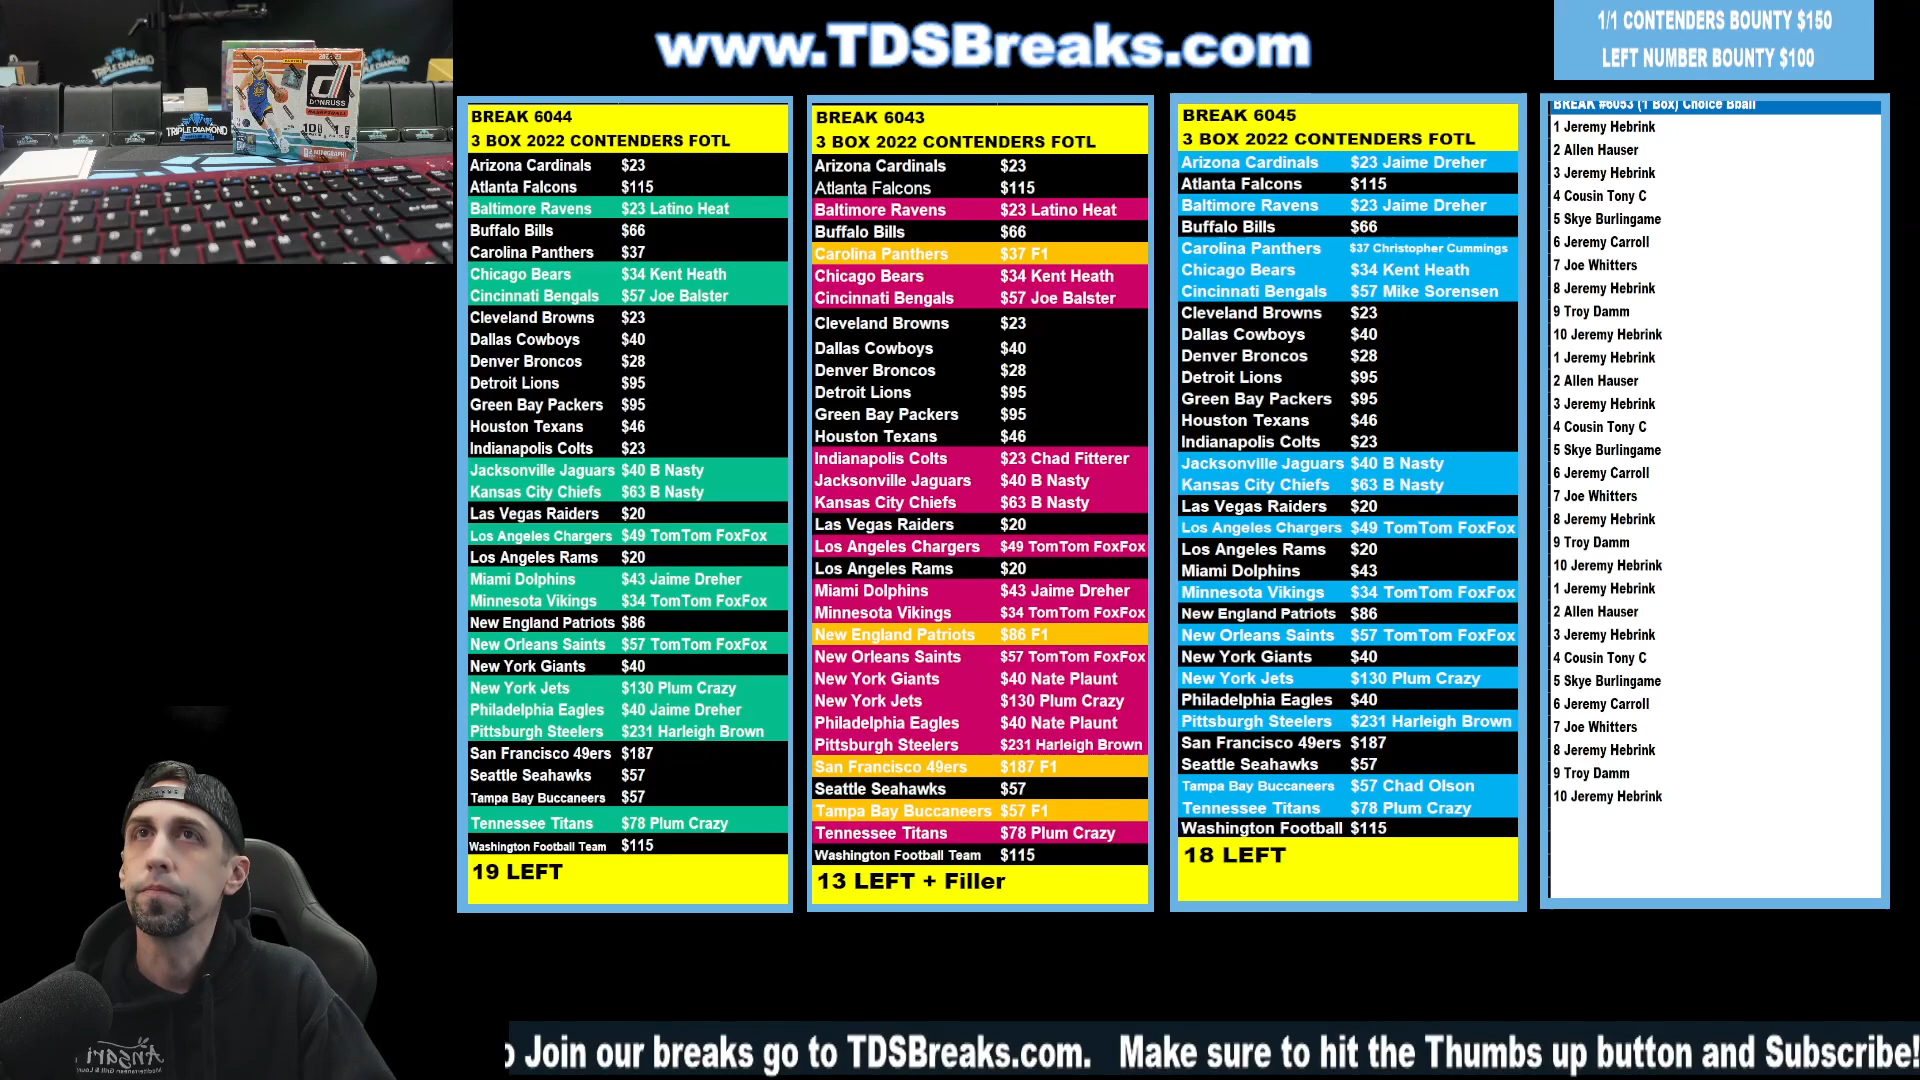 www.TDSBreaks.com
1/1 CONTENDERS BOUNTY $150
LEFT NUMBER BOUNTY $100
TRIPLE DIAMOND
DONRUSS
BREAK 6044
3 BOX 2022 CONTENDERS FOTL
Arizona Cardinals $23
Atlanta Falcons $115
Baltimore Ravens $23 Latino Heat
Buffalo Bills $66
Carolina Panthers $37
Chicago Bears $34 Kent Heath
Cincinnati Bengals $57 Joe Balster
Cleveland Browns $23
Dallas Cowboys $40
Denver Broncos $28
Detroit Lions $95
Green Bay Packers $95
Houston Texans $46
Indianapolis Colts $23
Jacksonville Jaguars $40 B Nasty
Kansas City Chiefs $63 B Nasty
Las Vegas Raiders $20
Los Angeles Chargers $49 TomTom FoxFox
Los Angeles Rams $20
Miami Dolphins $43 Jaime Dreher
Minnesota Vikings $34 TomTom FoxFox
New England Patriots $86
New Orleans Saints $57 TomTom FoxFox
New York Giants $40
New York Jets $130 Plum Crazy
Philadelphia Eagles $40 Jaime Dreher
Pittsburgh Steelers $231 Harleigh Brown
San Francisco 49ers $187
Seattle Seahawks $57
Tampa Bay Buccaneers $57
Tennessee Titans $78 Plum Crazy
Washington Football Team $115
19 LEFT
BREAK 6043
3 BOX 2022 CONTENDERS FOTL
Arizona Cardinals $23
Atlanta Falcons $115
Baltimore Ravens $23 Latino Heat
Buffalo Bills $66
Carolina Panthers $37 F1
Chicago Bears $34 Kent Heath
Cincinnati Bengals $57 Joe Balster
Cleveland Browns $23
Dallas Cowboys $40
Denver Broncos $28
Detroit Lions $95
Green Bay Packers $95
Houston Texans $46
Indianapolis Colts $23 Chad Fitterer
Jacksonville Jaguars $40 B Nasty
Kansas City Chiefs $63 B Nasty
Las Vegas Raiders $20
Los Angeles Chargers $49 TomTom FoxFox
Los Angeles Rams $20
Miami Dolphins $43 Jaime Dreher
Minnesota Vikings $34 TomTom FoxFox
New England Patriots $86 F1
New Orleans Saints $57 TomTom FoxFox
New York Giants $40 Nate Plaunt
New York Jets $130 Plum Crazy
Philadelphia Eagles $40 Nate Plaunt
Pittsburgh Steelers $231 Harleigh Brown
San Francisco 49ers $187 F1
Seattle Seahawks $57
Tampa Bay Buccaneers $57 F1
Tennessee Titans $78 Plum Crazy
Washington Football Team $115
13 LEFT + Filler
BREAK 6045
3 BOX 2022 CONTENDERS FOTL
Arizona Cardinals $23 Jaime Dreher
Atlanta Falcons $115
Baltimore Ravens $23 Jaime Dreher
Buffalo Bills $66
Carolina Panthers $37 Christopher Cummings
Chicago Bears $34 Kent Heath
Cincinnati Bengals $57 Mike Sorensen
Cleveland Browns $23
Dallas Cowboys $40
Denver Broncos $28
Detroit Lions $95
Green Bay Packers $95
Houston Texans $46
Indianapolis Colts $23
Jacksonville Jaguars $40 B Nasty
Kansas City Chiefs $63 B Nasty
Las Vegas Raiders $20
Los Angeles Chargers $49 TomTom FoxFox
Los Angeles Rams $20
Miami Dolphins $43
Minnesota Vikings $34 TomTom FoxFox
New England Patriots $86
New Orleans Saints $57 TomTom FoxFox
New York Giants $40
New York Jets $130 Plum Crazy
Philadelphia Eagles $40
Pittsburgh Steelers $231 Harleigh Brown
San Francisco 49ers $187
Seattle Seahawks $57
Tampa Bay Buccaneers $57 Chad Olson
Tennessee Titans $78 Plum Crazy
Washington Football $115
18 LEFT
BREAK #6053 (1 Box) Choice Bball
1 Jeremy Hebrink
2 Allen Hauser
3 Jeremy Hebrink
4 Cousin Tony C
5 Skye Burlingame
6 Jeremy Carroll
7 Joe Whitters
8 Jeremy Hebrink
9 Troy Damm
10 Jeremy Hebrink
1 Jeremy Hebrink
2 Allen Hauser
3 Jeremy Hebrink
4 Cousin Tony C
5 Skye Burlingame
6 Jeremy Carroll
7 Joe Whitters
8 Jeremy Hebrink
9 Troy Damm
10 Jeremy Hebrink
1 Jeremy Hebrink
2 Allen Hauser
3 Jeremy Hebrink
4 Cousin Tony C
5 Skye Burlingame
6 Jeremy Carroll
7 Joe Whitters
8 Jeremy Hebrink
9 Troy Damm
10 Jeremy Hebrink
Ansari
o Join our breaks go to TDSBreaks.com. Make sure to hit the Thumbs up button and Subscribe!